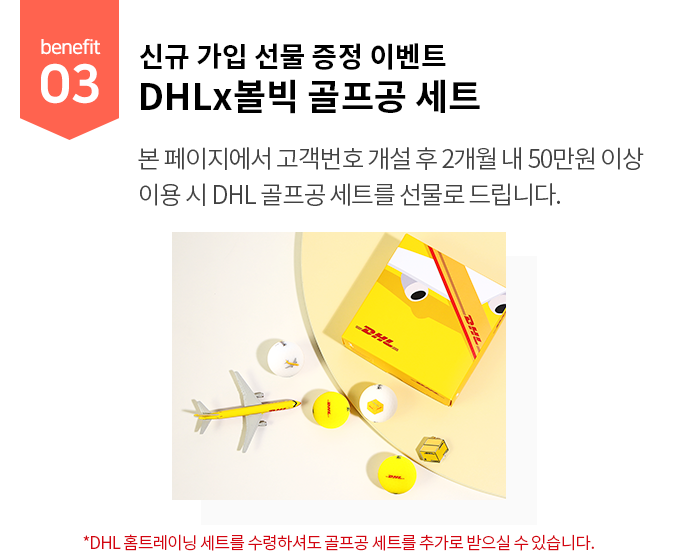 benefit
03
신규 가입 선물 증정 이벤트
DHLx볼빅 골프공 세트
본 페이지에서 고객번호 개설 후 2개월 내 50만원 이상
이용 시 DHL 골프공 세트를 선물로 드립니다.
DHL
DHL
DHL
DHL
DHL
*DHL 홈트레이닝 세트를 수령하셔도 골프공 세트를 추가로 받으실 수 있습니다.